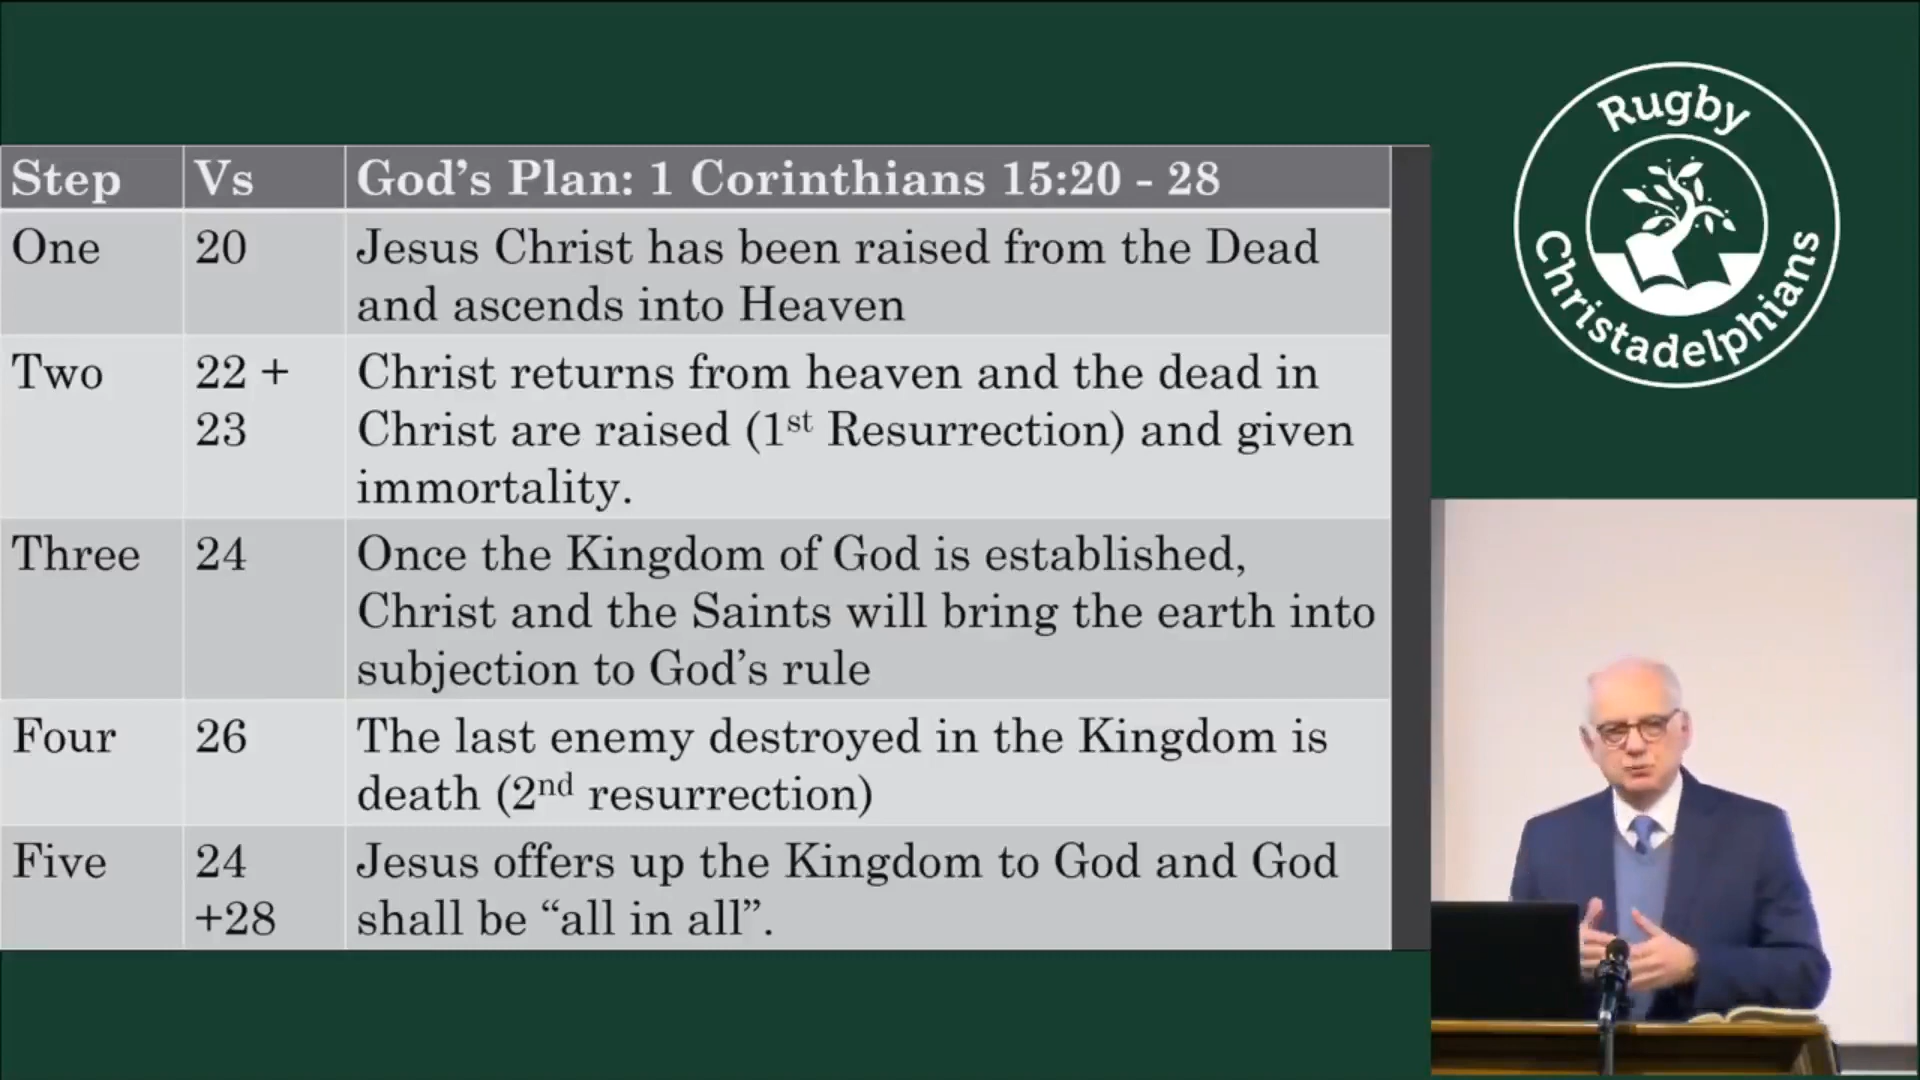 Step Vs God's Plan: 1 Corinthians 15:20 - 28
One 20 Jesus Christ has been raised from the Dead
and ascends into Heaven
Two 22 + Christ returns from heaven and the dead in
23 Christ are raised (1st Resurrection) and given
immortality.
Three 24 Once the Kingdom of God is established,
Christ and the Saints will bring the earth into
subjection to God's rule
Four 26 The last enemy destroyed in the Kingdom is
death (2nd resurrection)
Five 24 Jesus offers up the Kingdom to God and God
+28 shall be “all in all”.
Rugby
Christadelphians